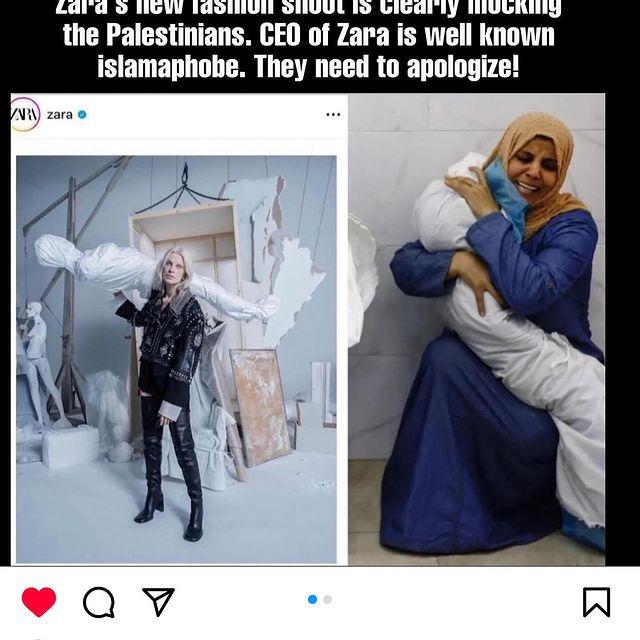 Zara's new fashion shoot is clearly mocking
the Palestinians. CEO of Zara is well known
islamaphobe. They need to apologize!
ZARA zara